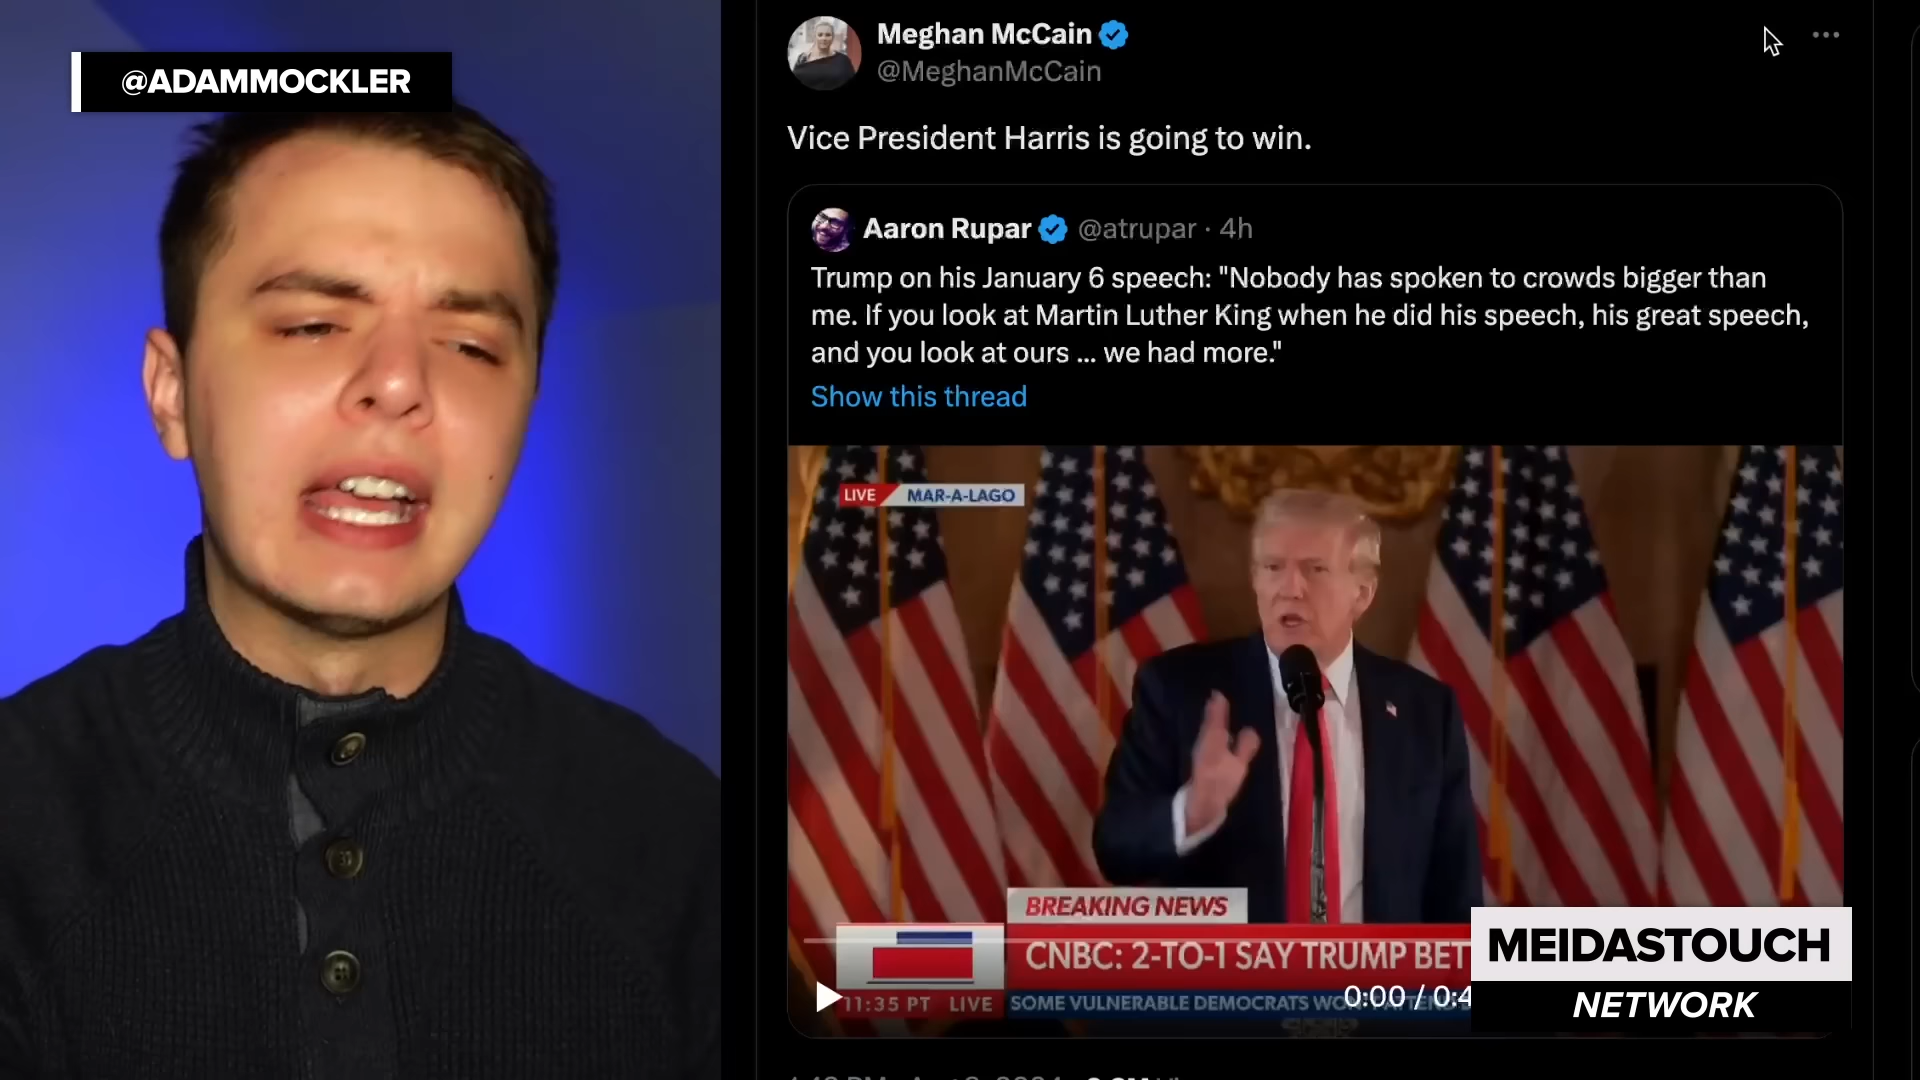 @ADAMMOCKLER
Meghan McCain
@MeghanMcCain
Vice President Harris is going to win.
Aaron Rupar @atrupar · 4h
Trump on his January 6 speech: "Nobody has spoken to crowds bigger than
me. If you look at Martin Luther King when he did his speech, his great speech,
and you look at ours ... we had more."
Show this thread
LIVE MAR-A-LAGO
BREAKING NEWS
CNBC: 2-TO-1 SAY TRUMP BET
11:35 PT LIVE SOME VULNERABLE DEMOCRATS WON'T ATTEND
0:00 / 0:4
MEIDASTOUCH
NETWORK